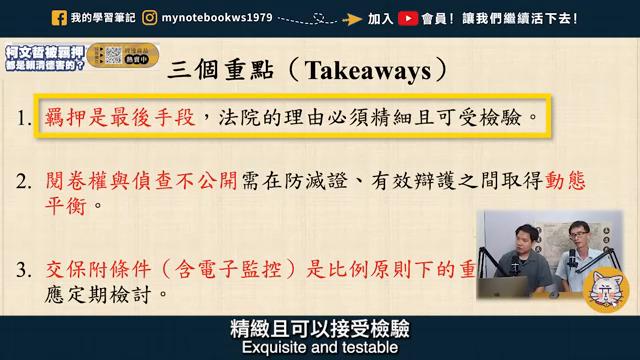 我的學習筆記 mynotebookws1979 加入 會員！讓我們繼續活下去！
柯文哲被羈押
都是賴清德害的？
熱賣中
三個重點（Takeaways）
1. 羈押是最後手段，法院的理由必須精細且可受檢驗。
2. 閱卷權與偵查不公開需在防滅證、有效辯護之間取得動態
平衡。
3. 交保附條件（含電子監控）是比例原則下的重
應定期檢討。
精緻且可以接受檢驗
Exquisite and testable